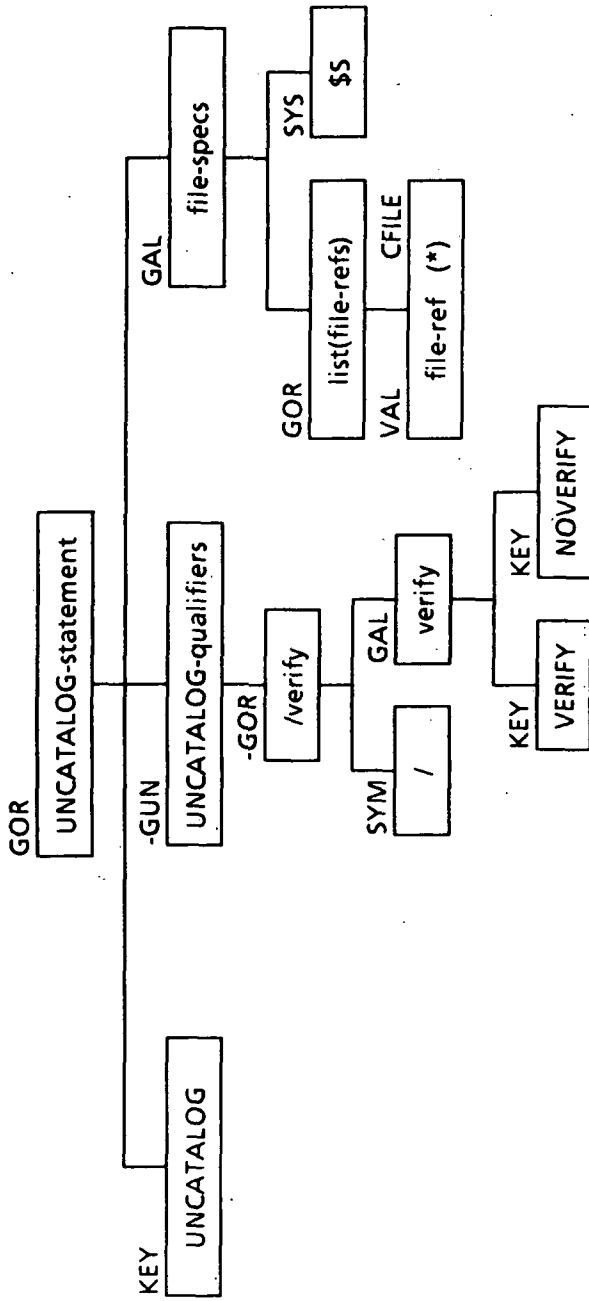 GOR
UNCATALOG-statement
KEY
UNCATALOG
-GUN
UNCATALOG-qualifiers
GAL
file-specs
-GOR
/verify
GOR
list(file-refs)
SYS
$S
SYM
/
GAL
verify
VAL
CFILE
file-ref (*)
KEY
VERIFY
KEY
NOVERIFY